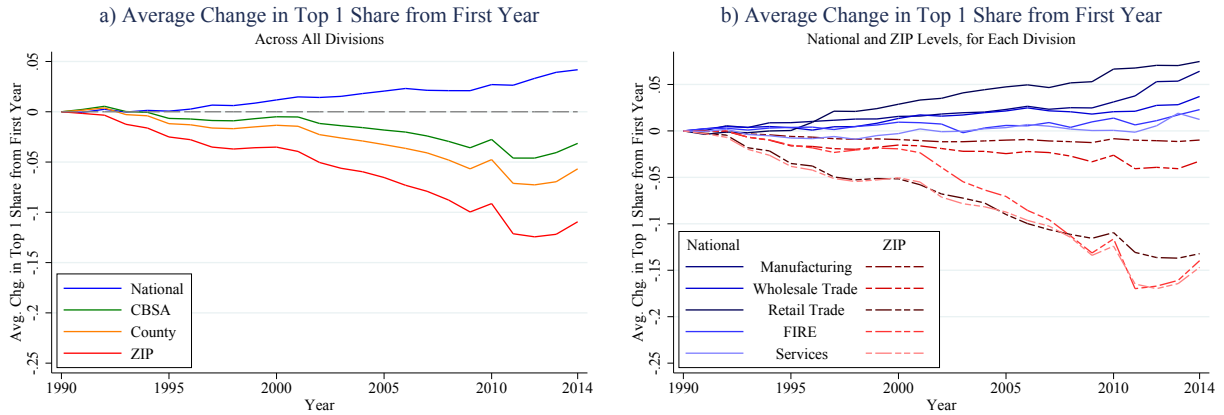 a) Average Change in Top 1 Share from First Year
Across All Divisions
Avg. Chg. in Top 1 Share from First Year
.05
0
-.05
-.1
-.15
-.2
-.25
National
CBSA
County
ZIP
1990
1995
2000
2005
2010
2014
Year
b) Average Change in Top 1 Share from First Year
National and ZIP Levels, for Each Division
Avg. Chg. in Top 1 Share from First Year
.05
0
-.05
-.1
-.15
-.2
-.25
National ZIP
Manufacturing
Wholesale Trade
Retail Trade
FIRE
Services
1990
1995
2000
2005
2010
2014
Year